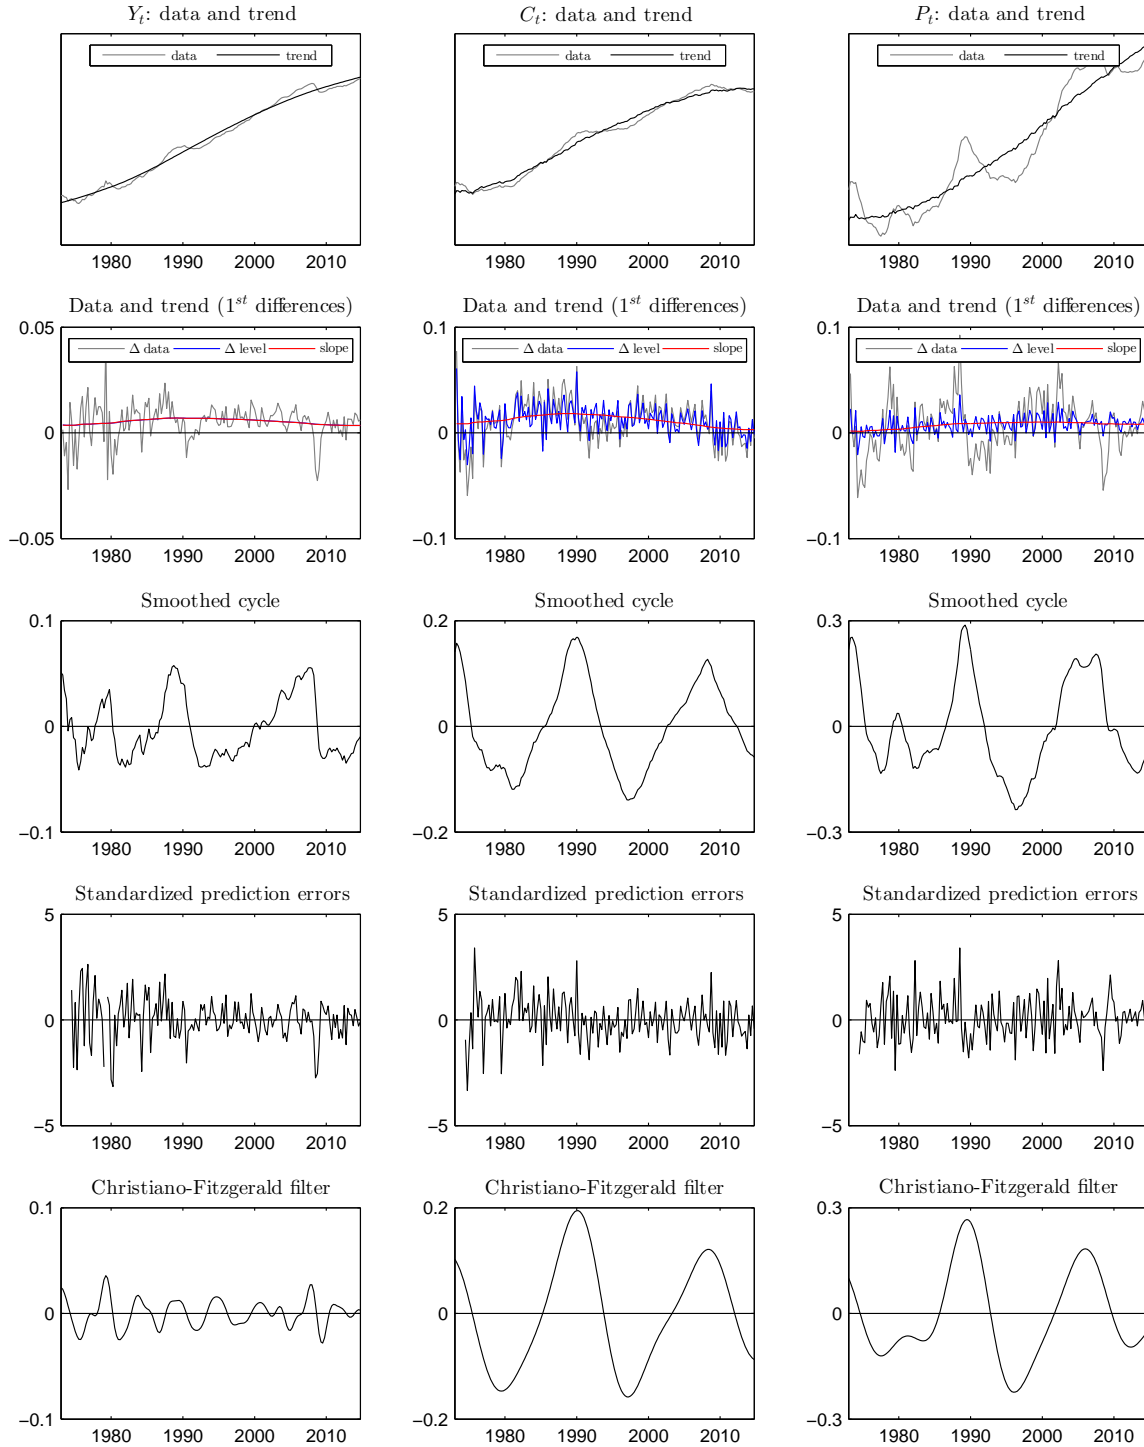 Y_t: data and trend
C_t: data and trend
P_t: data and trend
data trend
data trend
data trend
1980 1990 2000 2010
1980 1990 2000 2010
1980 1990 2000 2010
Data and trend (1^st differences)
Data and trend (1^st differences)
Data and trend (1^st differences)
0.05
Δ data Δ level slope
0
−0.05
1980 1990 2000 2010
0.1
Δ data Δ level slope
0
−0.1
1980 1990 2000 2010
0.1
Δ data Δ level slope
0
−0.1
1980 1990 2000 2010
Smoothed cycle
Smoothed cycle
Smoothed cycle
0.1
0
−0.1
1980 1990 2000 2010
0.2
0
−0.2
1980 1990 2000 2010
0.3
0
−0.3
1980 1990 2000 2010
Standardized prediction errors
Standardized prediction errors
Standardized prediction errors
5
0
−5
1980 1990 2000 2010
5
0
−5
1980 1990 2000 2010
5
0
−5
1980 1990 2000 2010
Christiano-Fitzgerald filter
Christiano-Fitzgerald filter
Christiano-Fitzgerald filter
0.1
0
−0.1
1980 1990 2000 2010
0.2
0
−0.2
1980 1990 2000 2010
0.3
0
−0.3
1980 1990 2000 2010